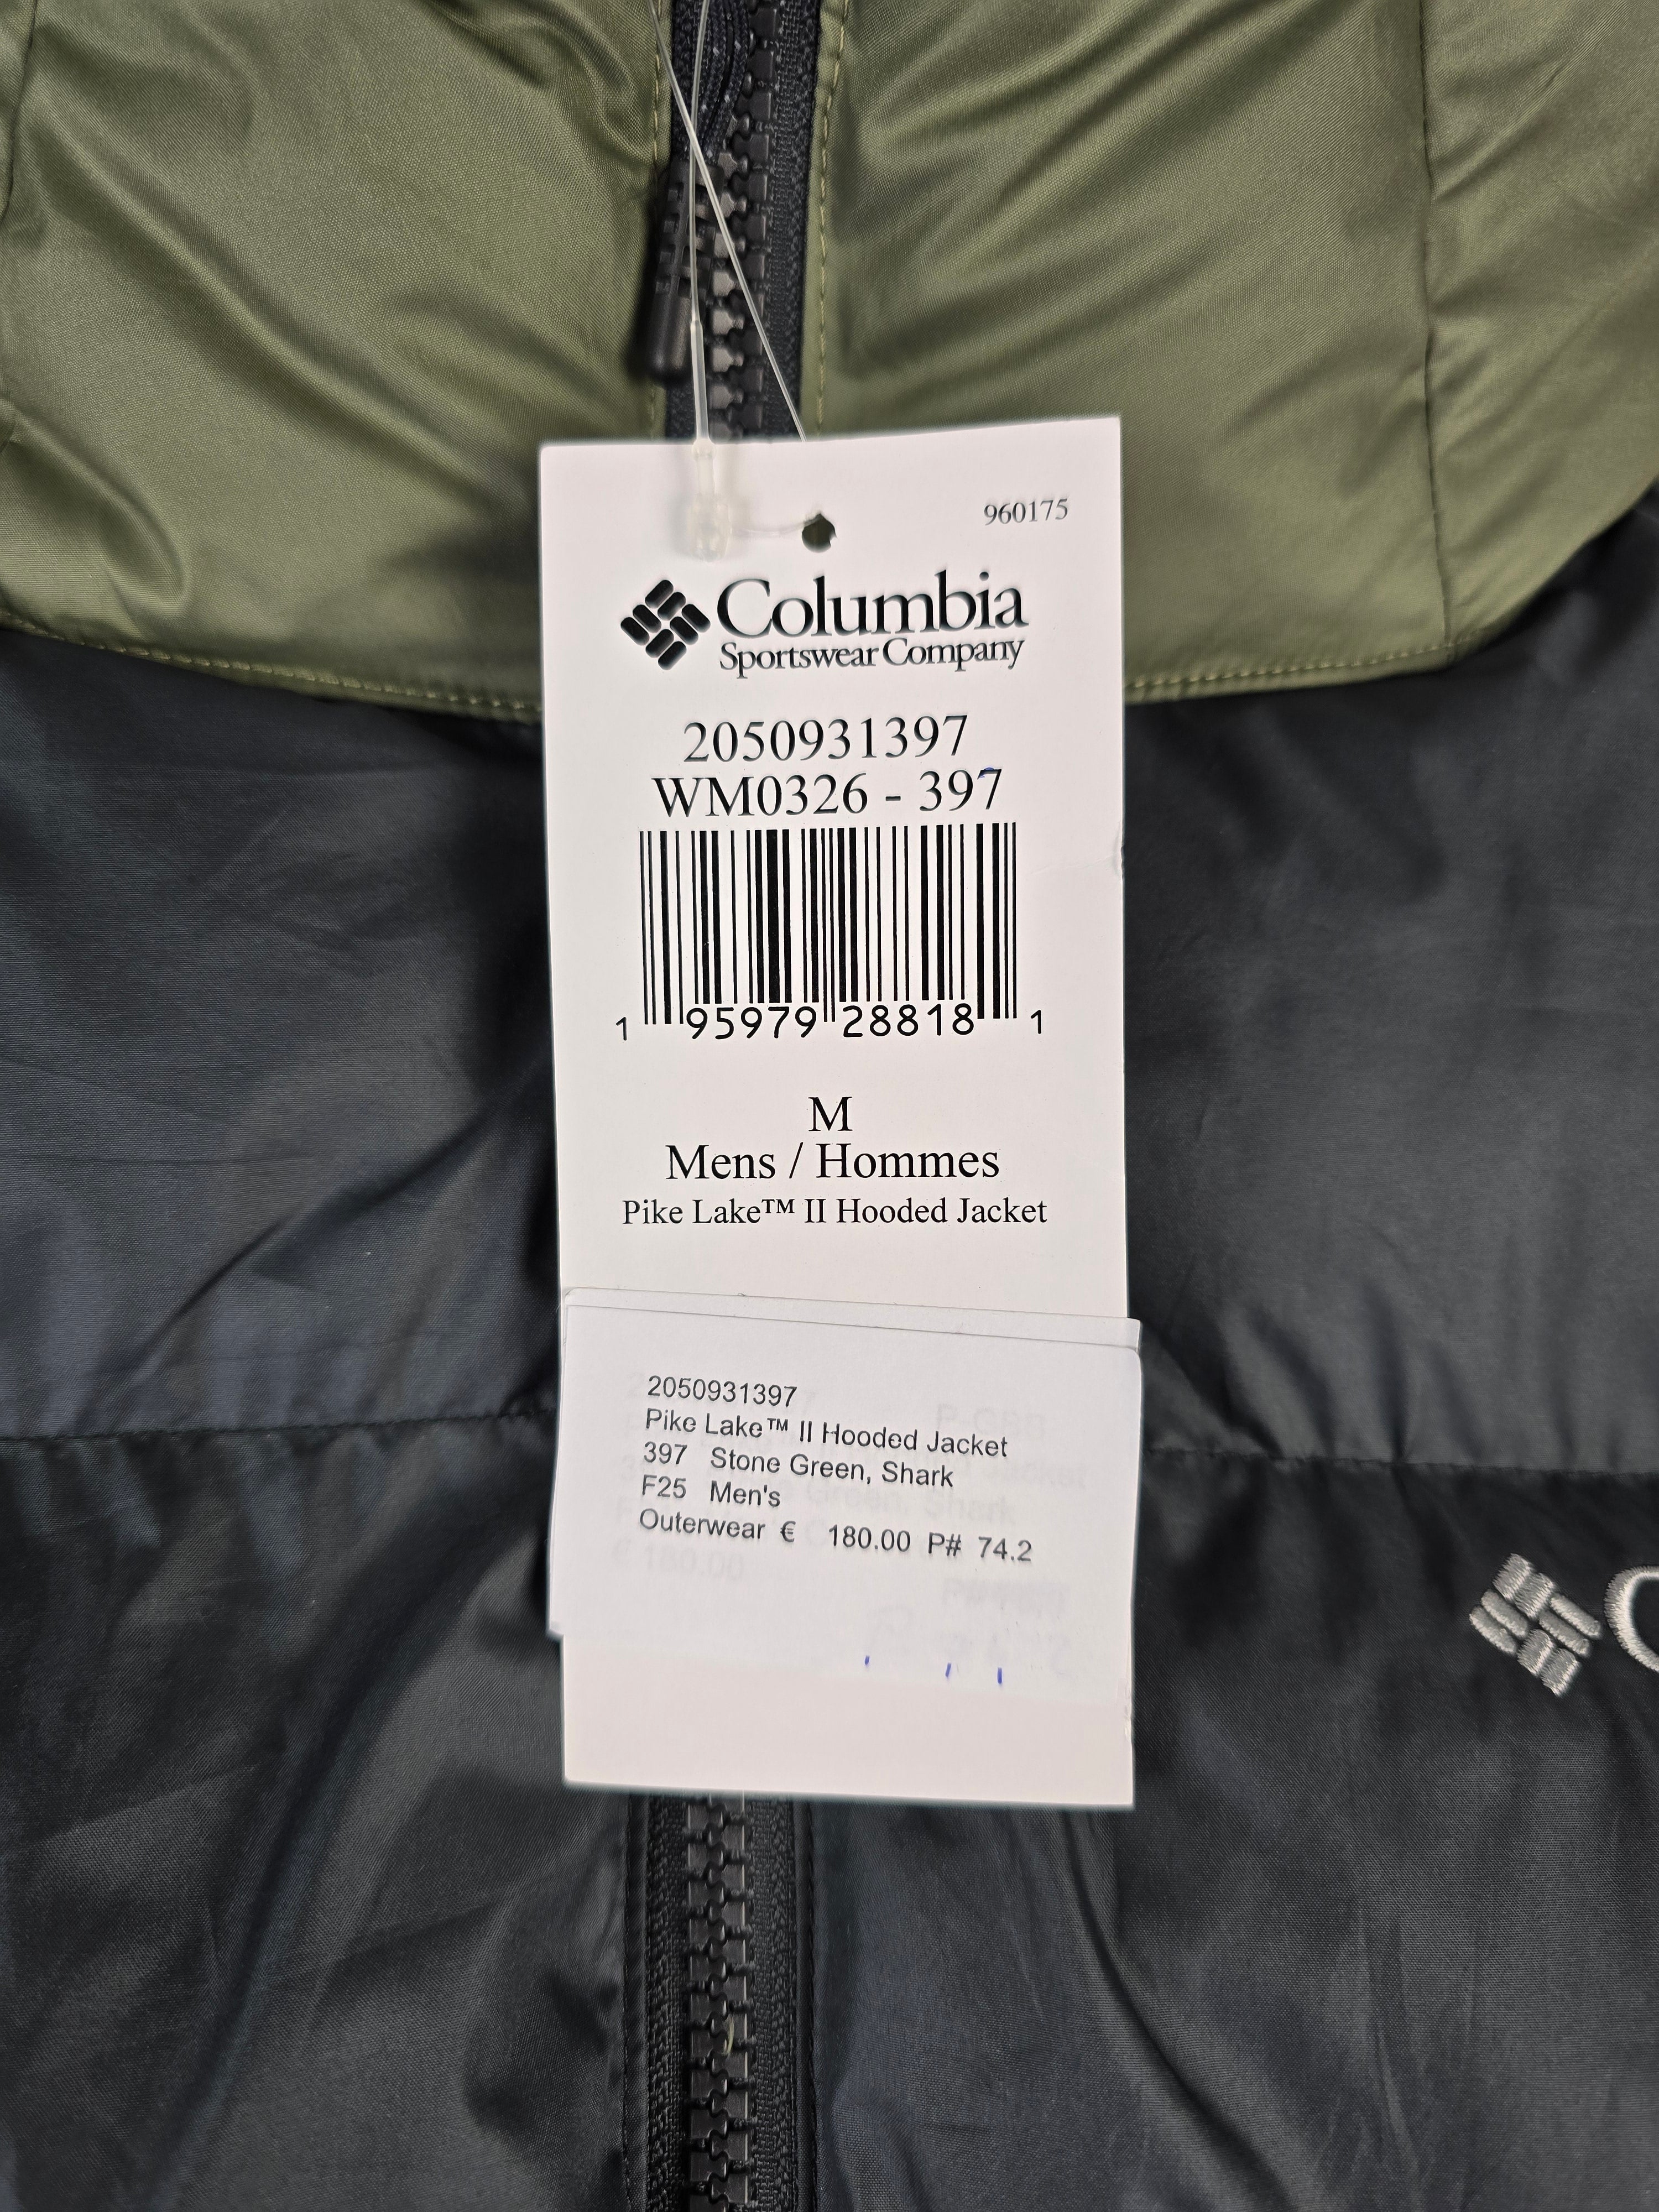 960175
Columbia
Sportswear Company
2050931397
WM0326 - 397
1 95979 28818 1
M
Mens / Hommes
Pike Lake™ II Hooded Jacket
2050931397
Pike Lake™ II Hooded Jacket
397 Stone Green, Shark
F25 Men's
Outerwear € 180.00 P# 74.2